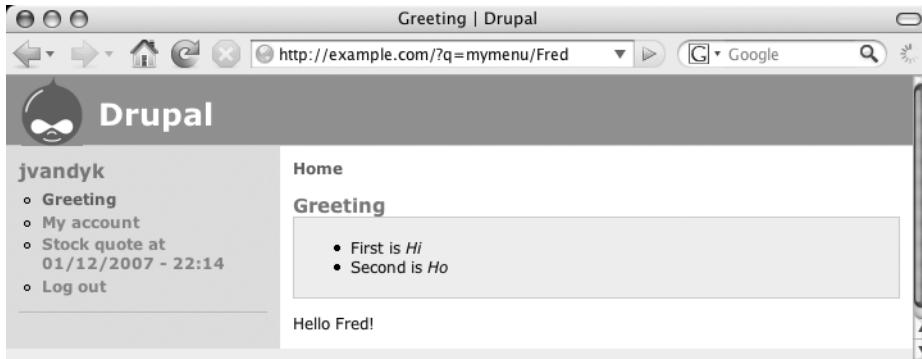 Greeting | Drupal
http://example.com/?q=mymenu/Fred
G
Google
Drupal
jvandyk
Greeting
My account
Stock quote at
01/12/2007 - 22:14
Log out
Home
Greeting
First is Hi
Second is Ho
Hello Fred!